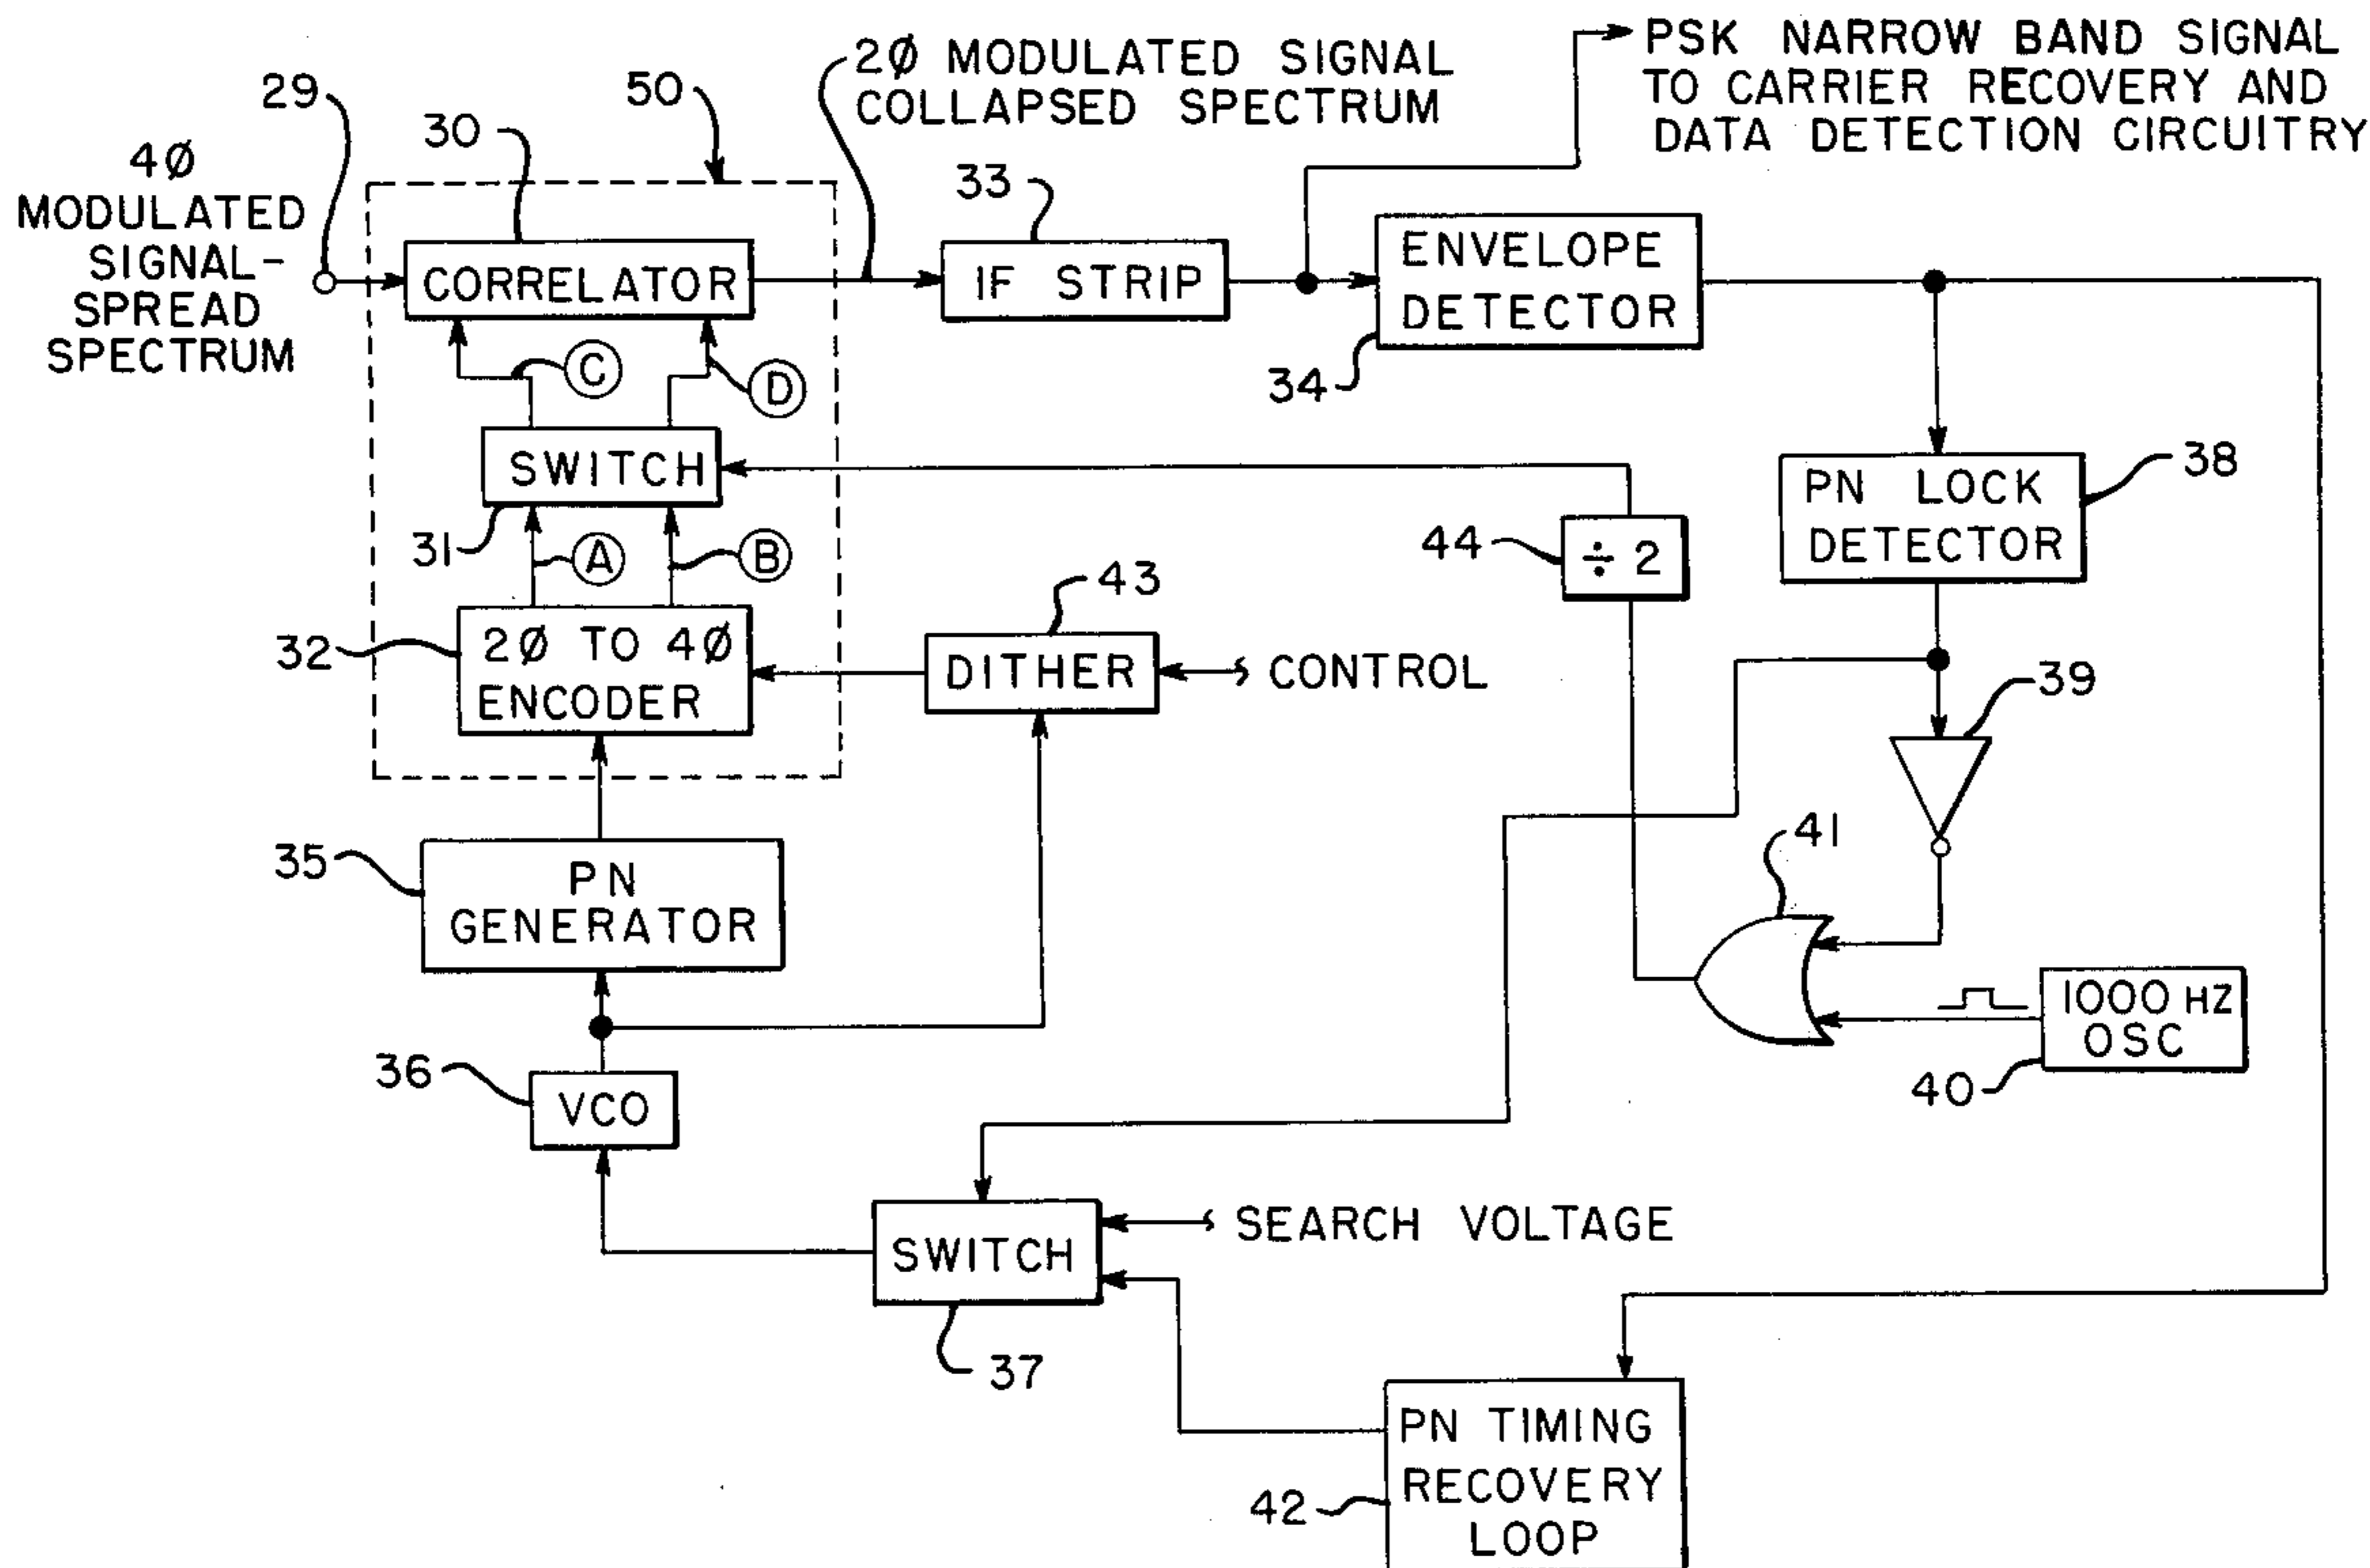 PSK NARROW BAND SIGNAL
TO CARRIER RECOVERY AND
DATA DETECTION CIRCUITRY
2Ø MODULATED SIGNAL
COLLAPSED SPECTRUM
29
50
30
33
4Ø
MODULATED
SIGNAL-
SPREAD
SPECTRUM
CORRELATOR
IF STRIP
ENVELOPE
DETECTOR
34
C
D
SWITCH
31
A
B
44
÷ 2
PN LOCK
DETECTOR
38
43
32
2Ø TO 4Ø
ENCODER
DITHER
CONTROL
39
35
PN
GENERATOR
41
1000 HZ
OSC
40
36
VCO
SWITCH
SEARCH VOLTAGE
37
PN TIMING
RECOVERY
LOOP
42